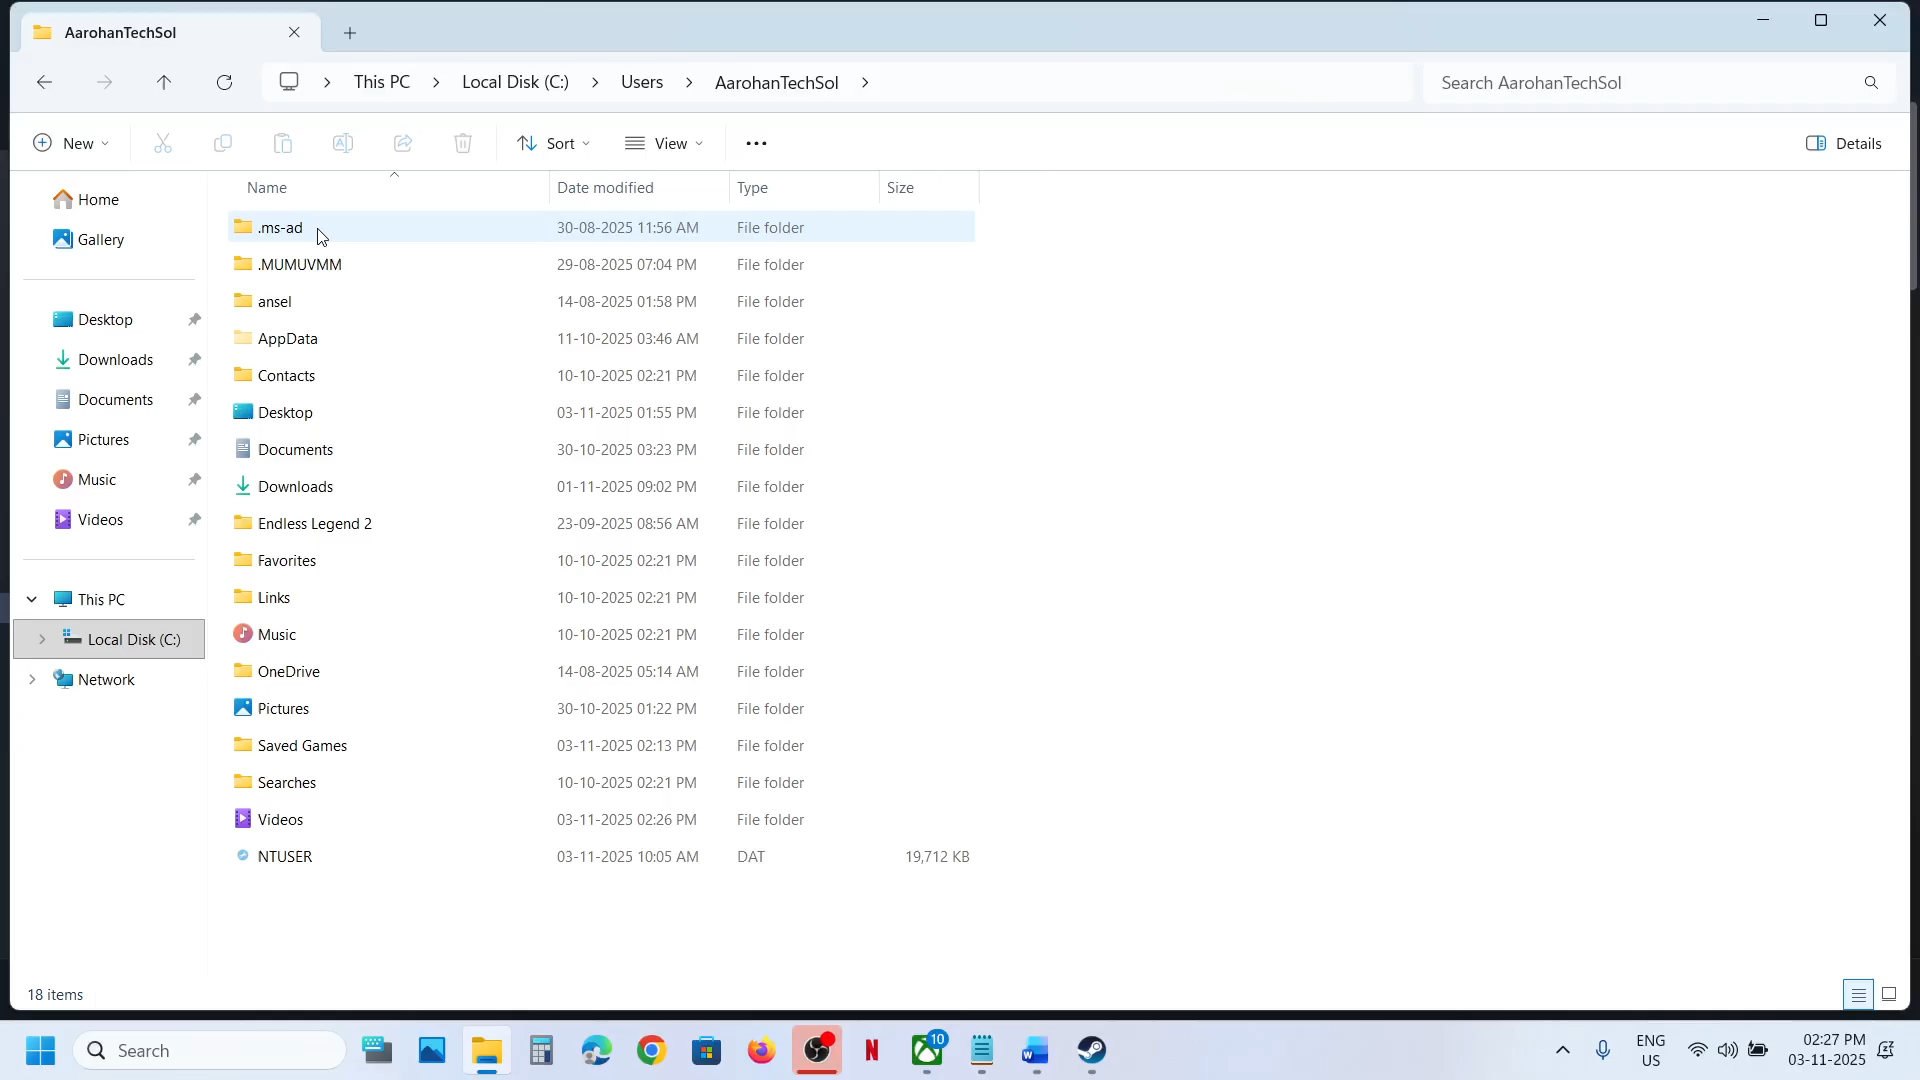 AarohanTechSol
This PC
Local Disk (C:)
Users
AarohanTechSol
Search AarohanTechSol
New
Sort
View
Details
Name
Date modified
Type
Size
Home
Gallery
Desktop
Downloads
Documents
Pictures
Music
Videos
This PC
Local Disk (C:)
Network
.ms-ad 30-08-2025 11:56 AM File folder
.MUMUVMM 29-08-2025 07:04 PM File folder
ansel 14-08-2025 01:58 PM File folder
AppData 11-10-2025 03:46 AM File folder
Contacts 10-10-2025 02:21 PM File folder
Desktop 03-11-2025 01:55 PM File folder
Documents 30-10-2025 03:23 PM File folder
Downloads 01-11-2025 09:02 PM File folder
Endless Legend 2 23-09-2025 08:56 AM File folder
Favorites 10-10-2025 02:21 PM File folder
Links 10-10-2025 02:21 PM File folder
Music 10-10-2025 02:21 PM File folder
OneDrive 14-08-2025 05:14 AM File folder
Pictures 30-10-2025 01:22 PM File folder
Saved Games 03-11-2025 02:13 PM File folder
Searches 10-10-2025 02:21 PM File folder
Videos 03-11-2025 02:26 PM File folder
NTUSER 03-11-2025 10:05 AM DAT 19,712 KB
18 items
Search
N
10
W
ENG
US
02:27 PM
03-11-2025